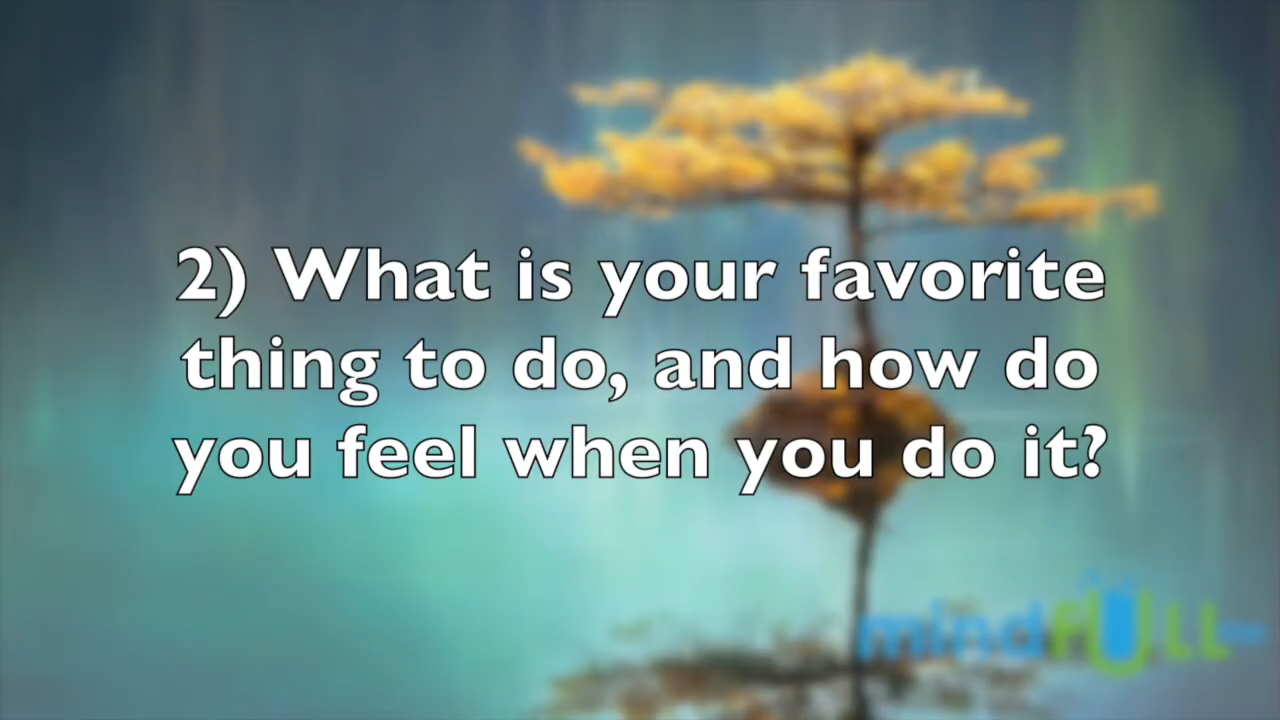 2) What is your favorite
thing to do, and how do
you feel when you do it?
mindfULL